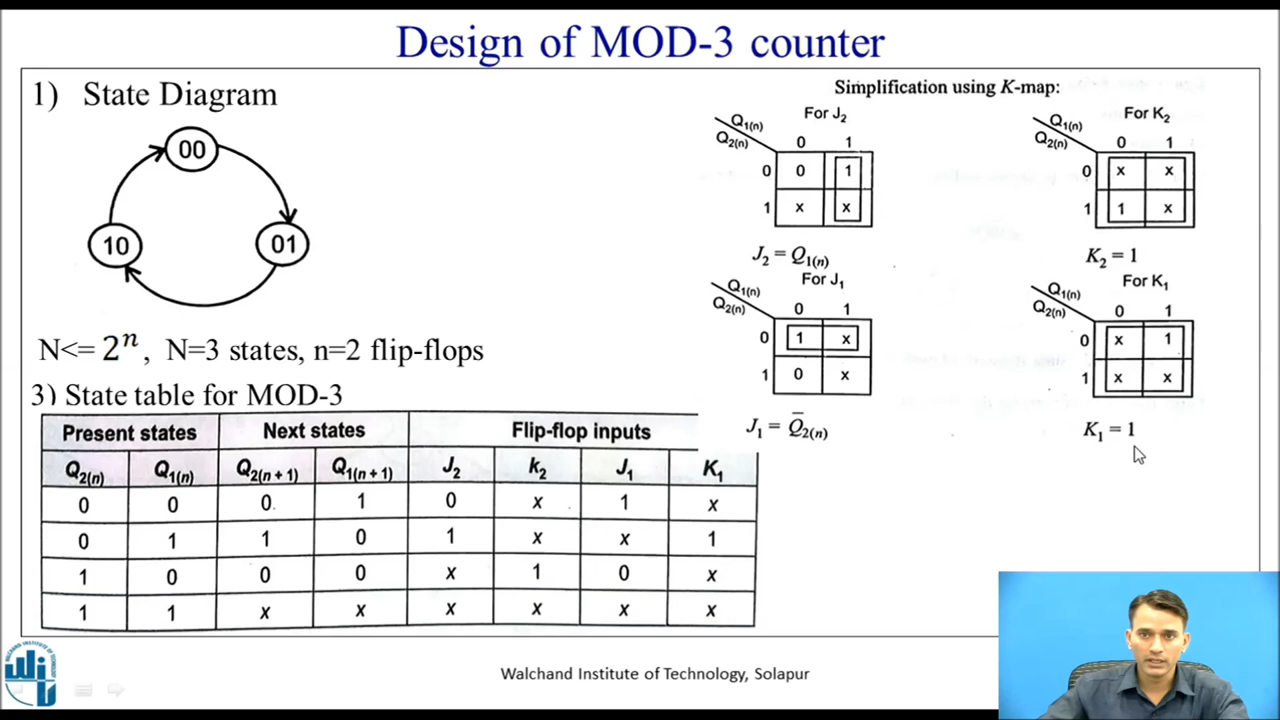 Design of MOD-3 counter
1) State Diagram
00
10
01
N<= 2ⁿ, N=3 states, n=2 flip-flops
3) State table for MOD-3
Present states Next states Flip-flop inputs
Q2(n) Q1(n) Q2(n + 1) Q1(n + 1) J2 k2 J1 K1
0 0 0 1 0 x 1 x
0 1 1 0 1 x x 1
1 0 0 0 x 1 0 x
1 1 x x x x x x
Simplification using K-map:
For J2
Q1(n)
Q2(n)
0 1
0 0 1
1 x x
J2 = Q1(n)
For K2
Q1(n)
Q2(n)
0 1
0 x x
1 1 x
K2 = 1
For J1
Q1(n)
Q2(n)
0 1
0 1 x
1 0 x
J1 = Q̅2(n)
For K1
Q1(n)
Q2(n)
0 1
0 x 1
1 x x
K1 = 1
Walchand Institute of Technology, Solapur